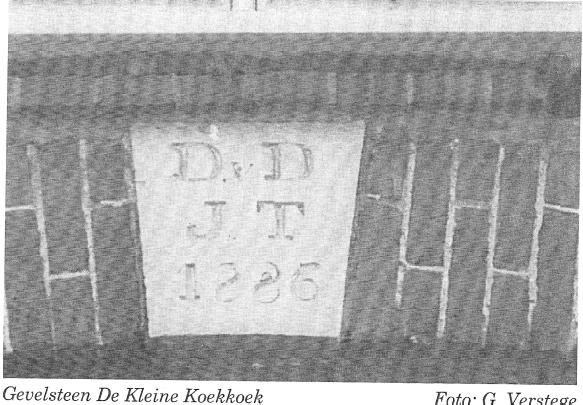 D.v D
J. T
1886
Gevelsteen De Kleine Koekkoek
Foto: G. Verstege